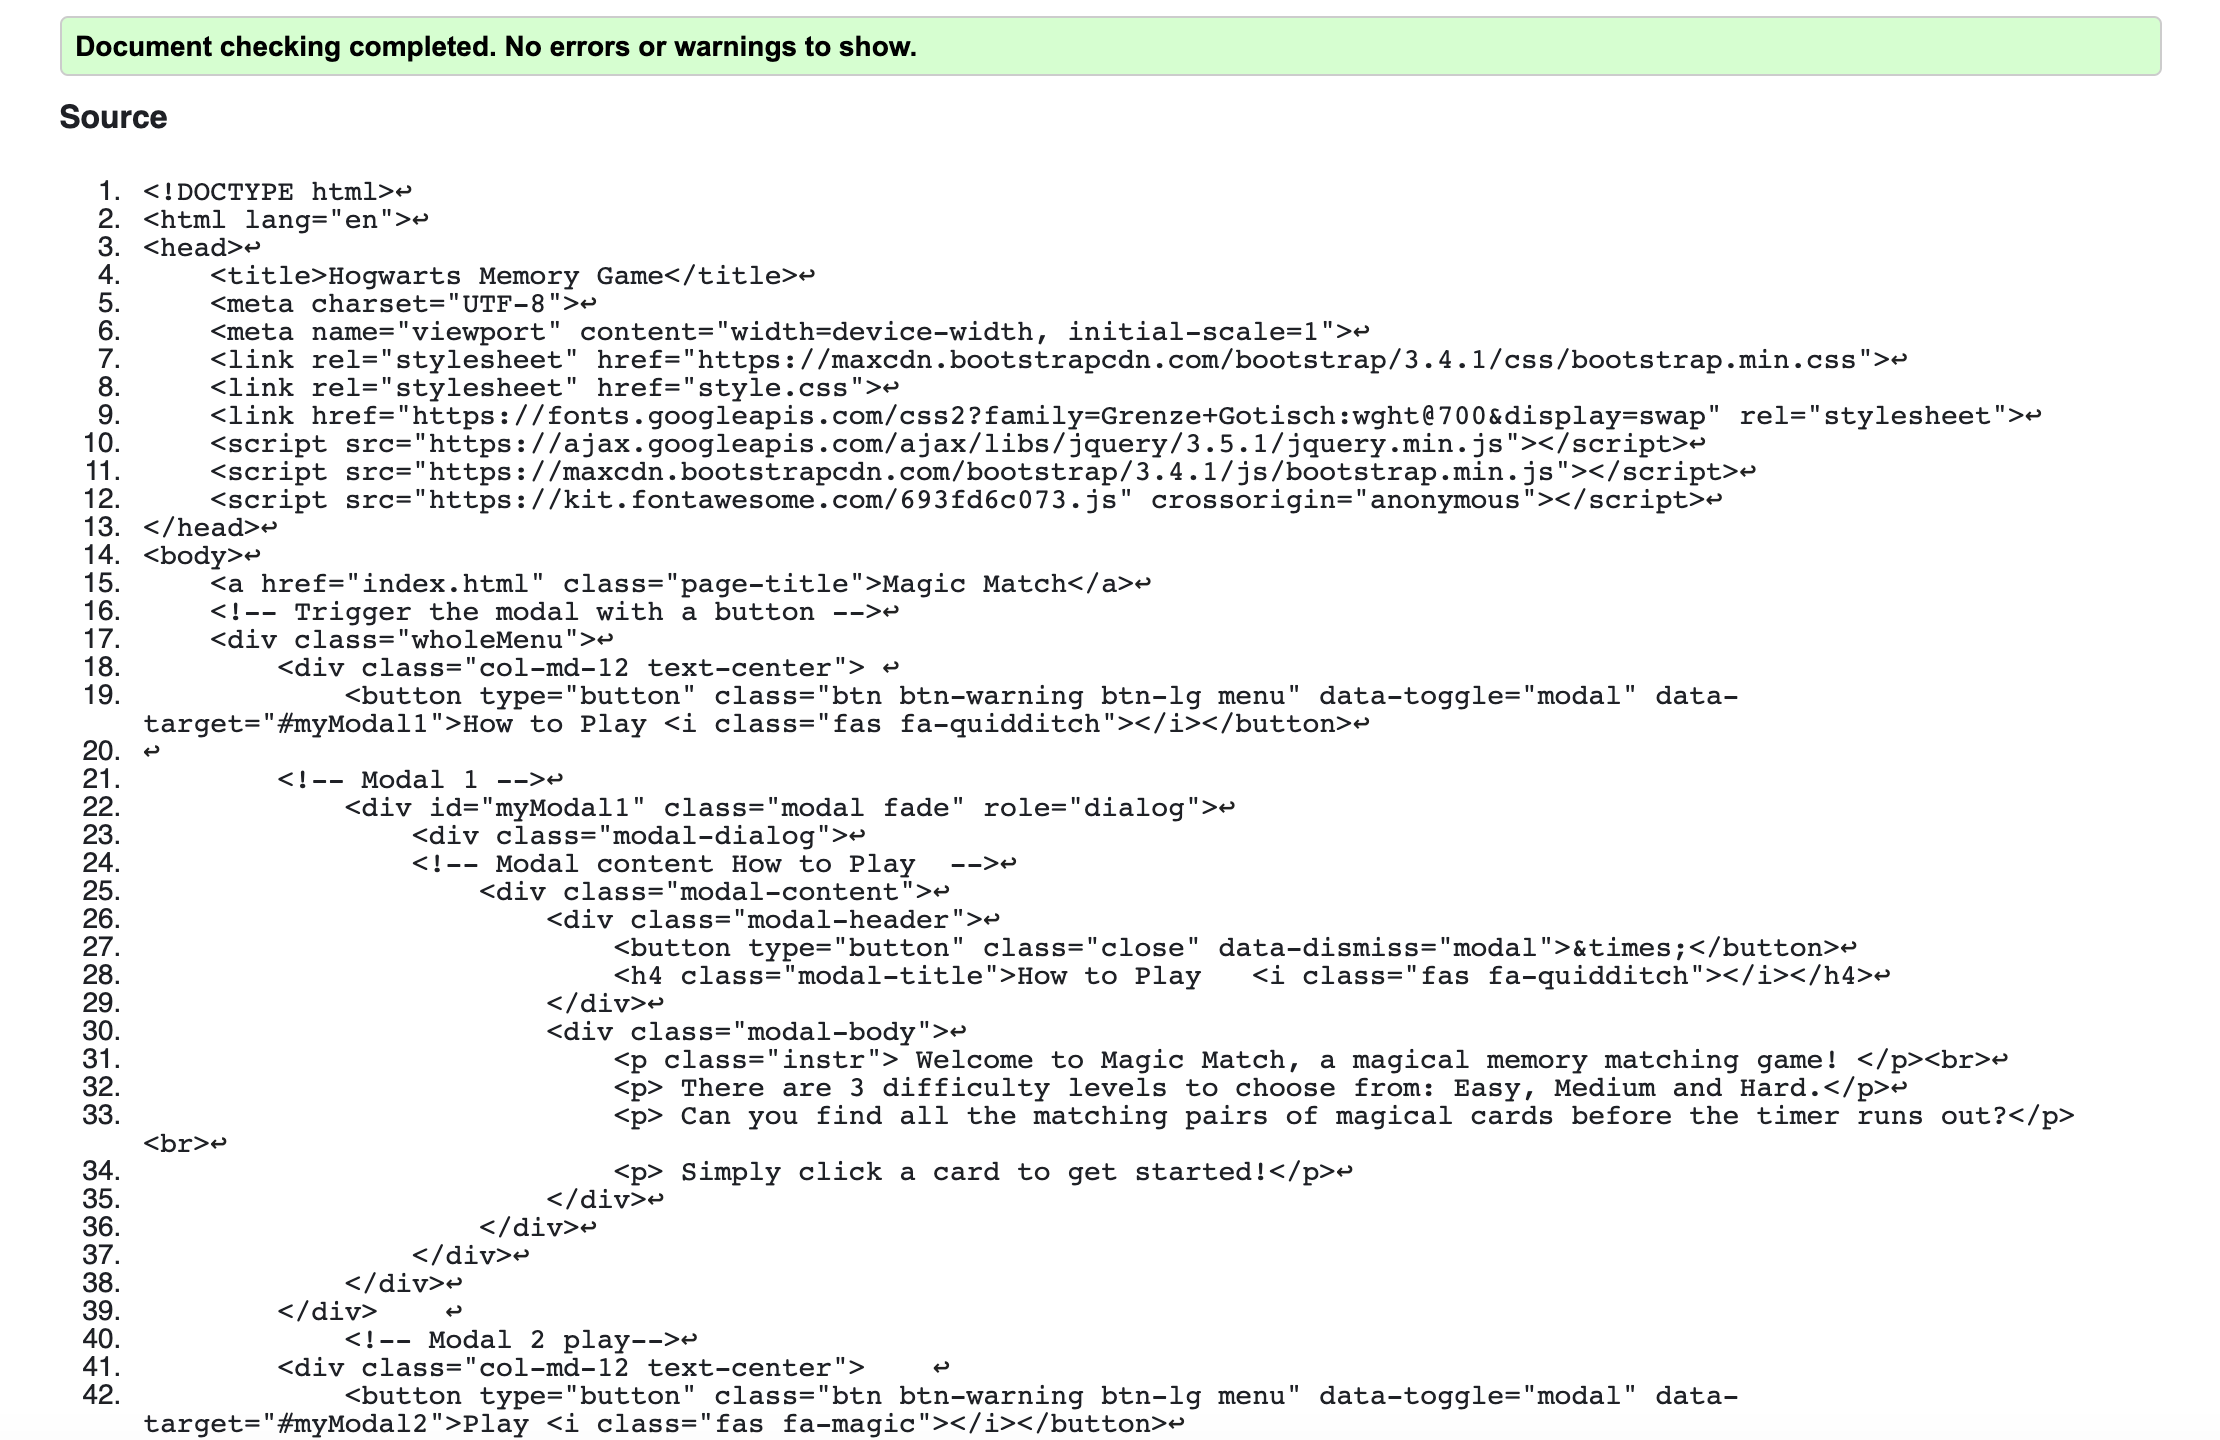 Document checking completed. No errors or warnings to show.
Source
1. <!DOCTYPE html>↩
2. <html lang="en">↩
3. <head>↩
4.     <title>Hogwarts Memory Game</title>↩
5.     <meta charset="UTF-8">↩
6.     <meta name="viewport" content="width=device-width, initial-scale=1">↩
7.     <link rel="stylesheet" href="https://maxcdn.bootstrapcdn.com/bootstrap/3.4.1/css/bootstrap.min.css">↩
8.     <link rel="stylesheet" href="style.css">↩
9.     <link href="https://fonts.googleapis.com/css2?family=Grenze+Gotisch:wght@700&display=swap" rel="stylesheet">↩
10.     <script src="https://ajax.googleapis.com/ajax/libs/jquery/3.5.1/jquery.min.js"></script>↩
11.     <script src="https://maxcdn.bootstrapcdn.com/bootstrap/3.4.1/js/bootstrap.min.js"></script>↩
12.     <script src="https://kit.fontawesome.com/693fd6c073.js" crossorigin="anonymous"></script>↩
13. </head>↩
14. <body>↩
15.     <a href="index.html" class="page-title">Magic Match</a>↩
16.     <!-- Trigger the modal with a button -->↩
17.     <div class="wholeMenu">↩
18.         <div class="col-md-12 text-center"> ↩
19.             <button type="button" class="btn btn-warning btn-lg menu" data-toggle="modal" data-
target="#myModal1">How to Play <i class="fas fa-quidditch"></i></button>↩
20. ↩
21.         <!-- Modal 1 -->↩
22.             <div id="myModal1" class="modal fade" role="dialog">↩
23.                 <div class="modal-dialog">↩
24.                 <!-- Modal content How to Play  -->↩
25.                     <div class="modal-content">↩
26.                         <div class="modal-header">↩
27.                             <button type="button" class="close" data-dismiss="modal">&times;</button>↩
28.                             <h4 class="modal-title">How to Play   <i class="fas fa-quidditch"></i></h4>↩
29.                         </div>↩
30.                         <div class="modal-body">↩
31.                             <p class="instr"> Welcome to Magic Match, a magical memory matching game! </p><br>↩
32.                             <p> There are 3 difficulty levels to choose from: Easy, Medium and Hard.</p>↩
33.                             <p> Can you find all the matching pairs of magical cards before the timer runs out?</p>
<br>↩
34.                             <p> Simply click a card to get started!</p>↩
35.                         </div>↩
36.                     </div>↩
37.                 </div>↩
38.             </div>↩
39.         </div>    ↩
40.             <!-- Modal 2 play-->↩
41.         <div class="col-md-12 text-center">    ↩
42.             <button type="button" class="btn btn-warning btn-lg menu" data-toggle="modal" data-
target="#myModal2">Play <i class="fas fa-magic"></i></button>↩